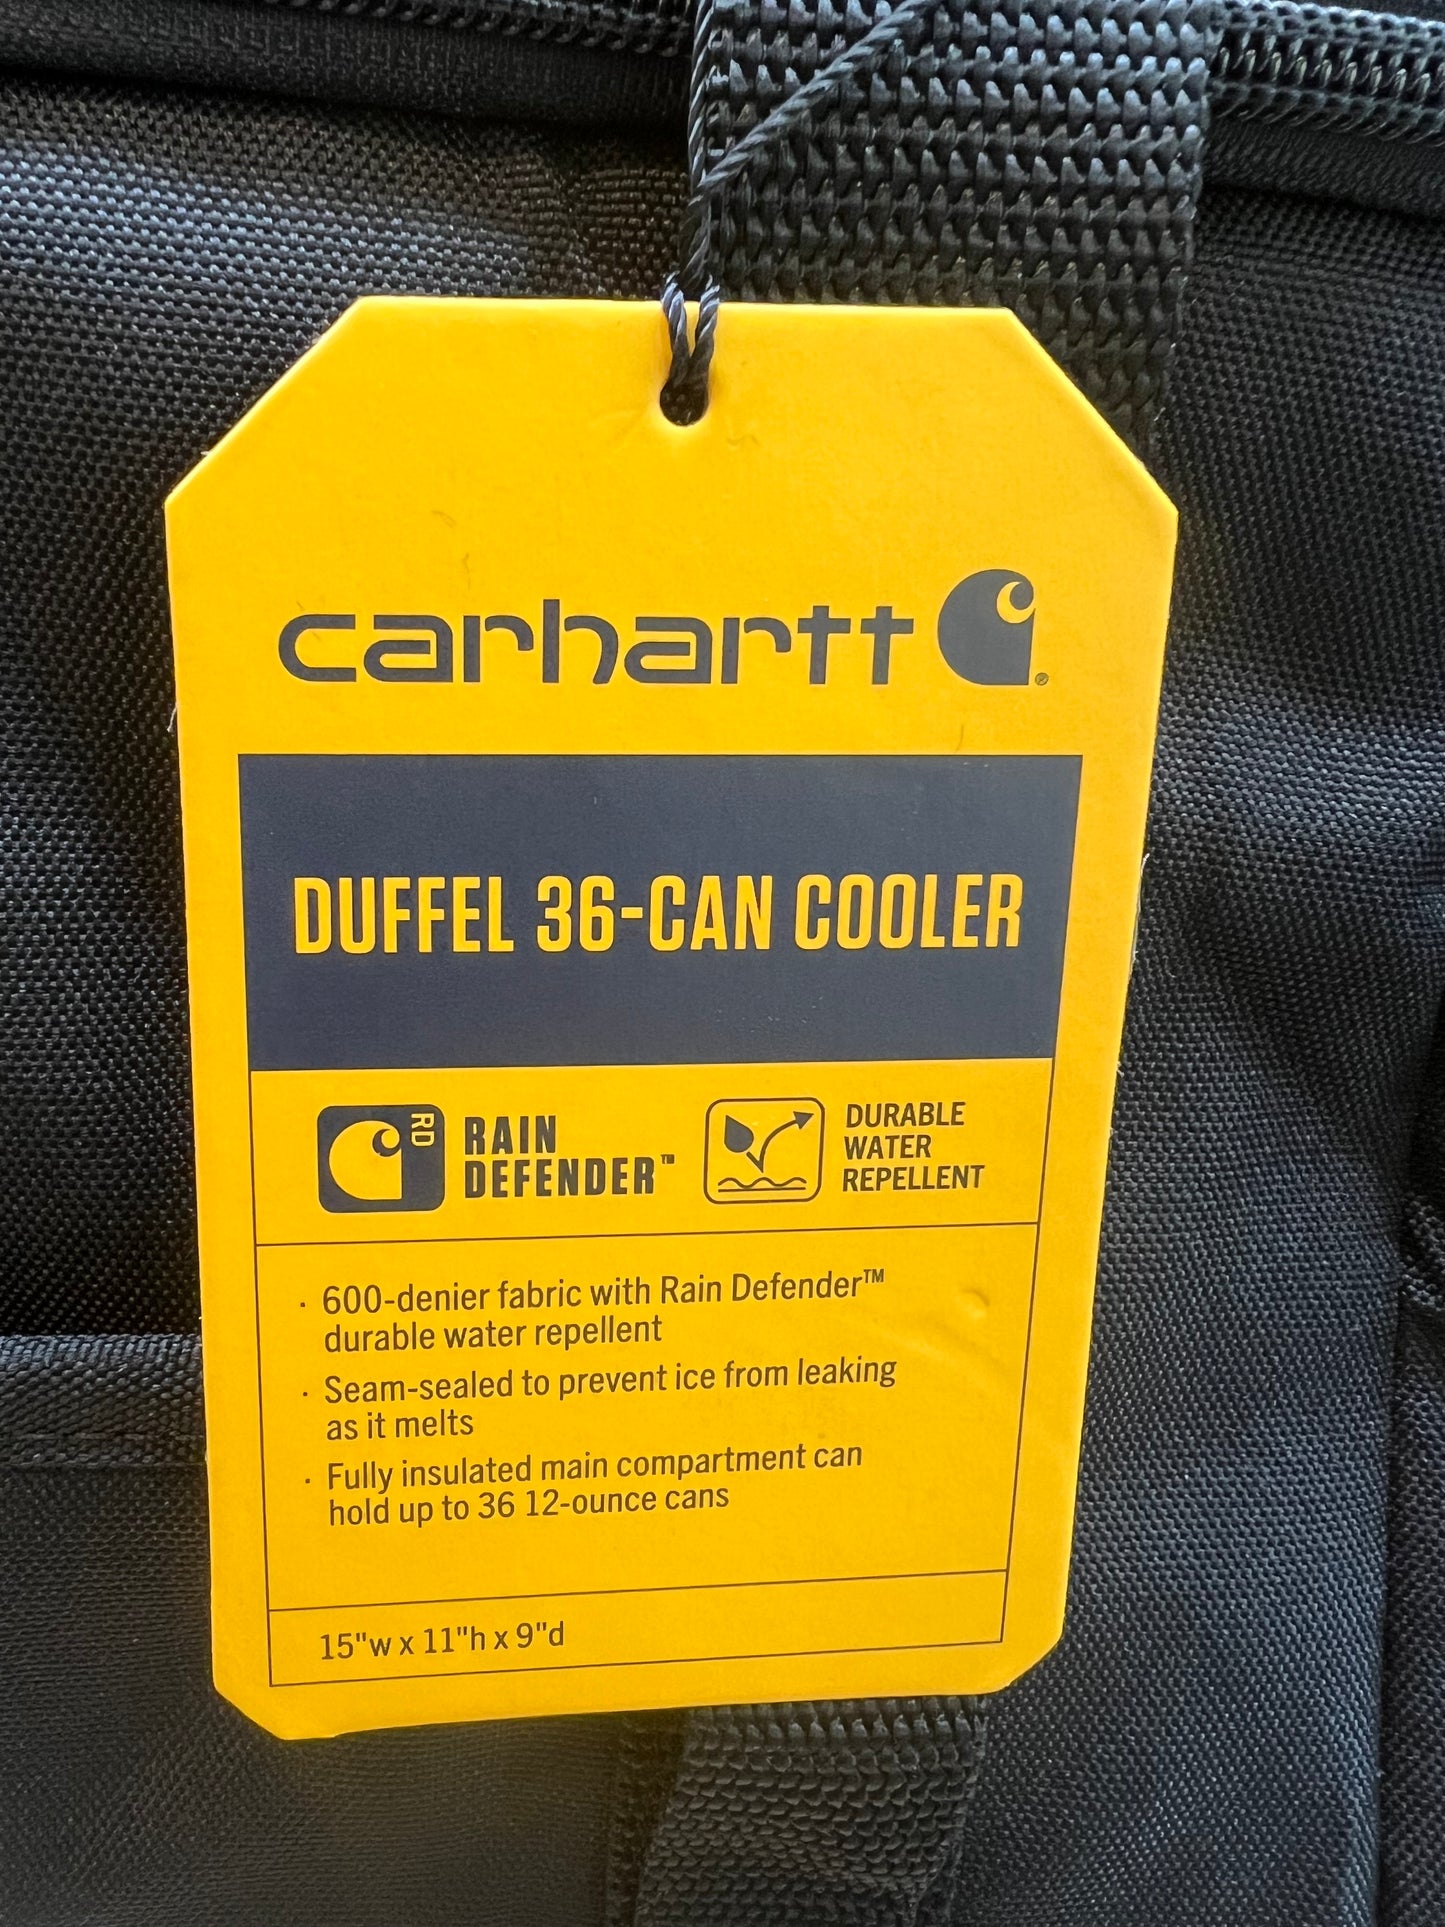 carhartt
DUFFEL 36-CAN COOLER
RD
RAIN
DEFENDER™
DURABLE
WATER
REPELLENT
· 600-denier fabric with Rain Defender™
durable water repellent
· Seam-sealed to prevent ice from leaking
as it melts
· Fully insulated main compartment can
hold up to 36 12-ounce cans
15"w x 11"h x 9"d